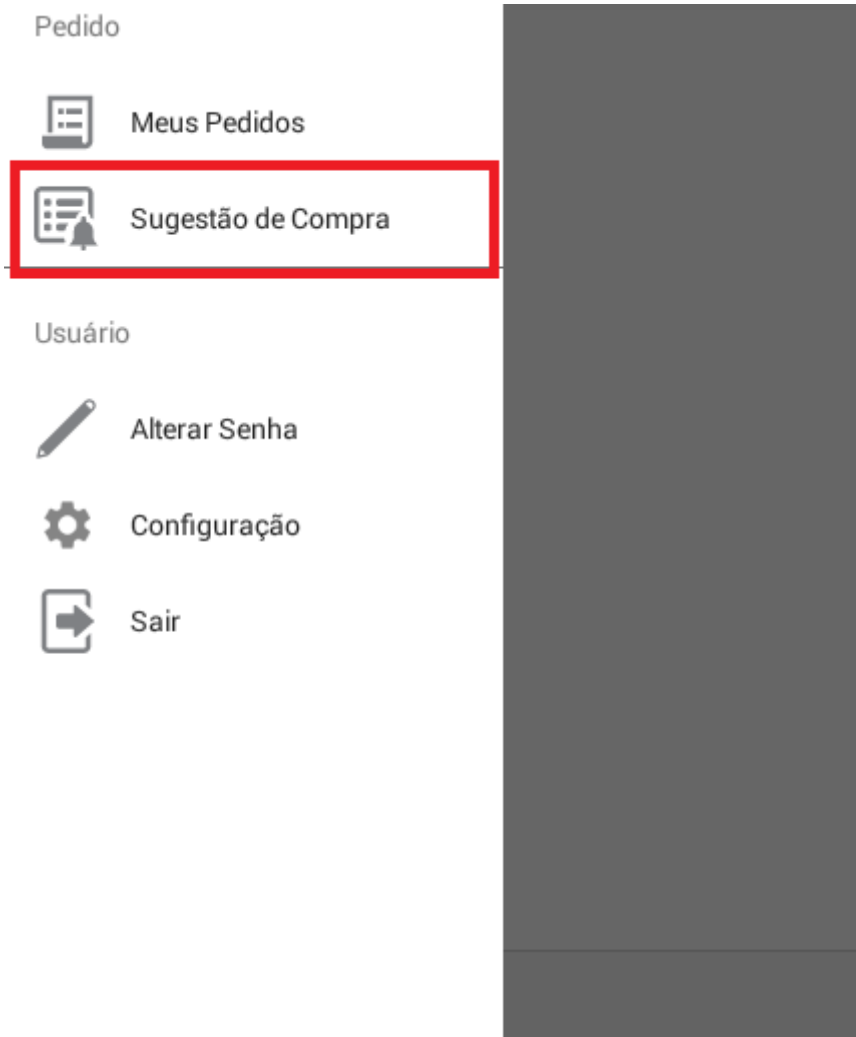 Pedido
Meus Pedidos
Sugestão de Compra
Usuário
Alterar Senha
Configuração
Sair